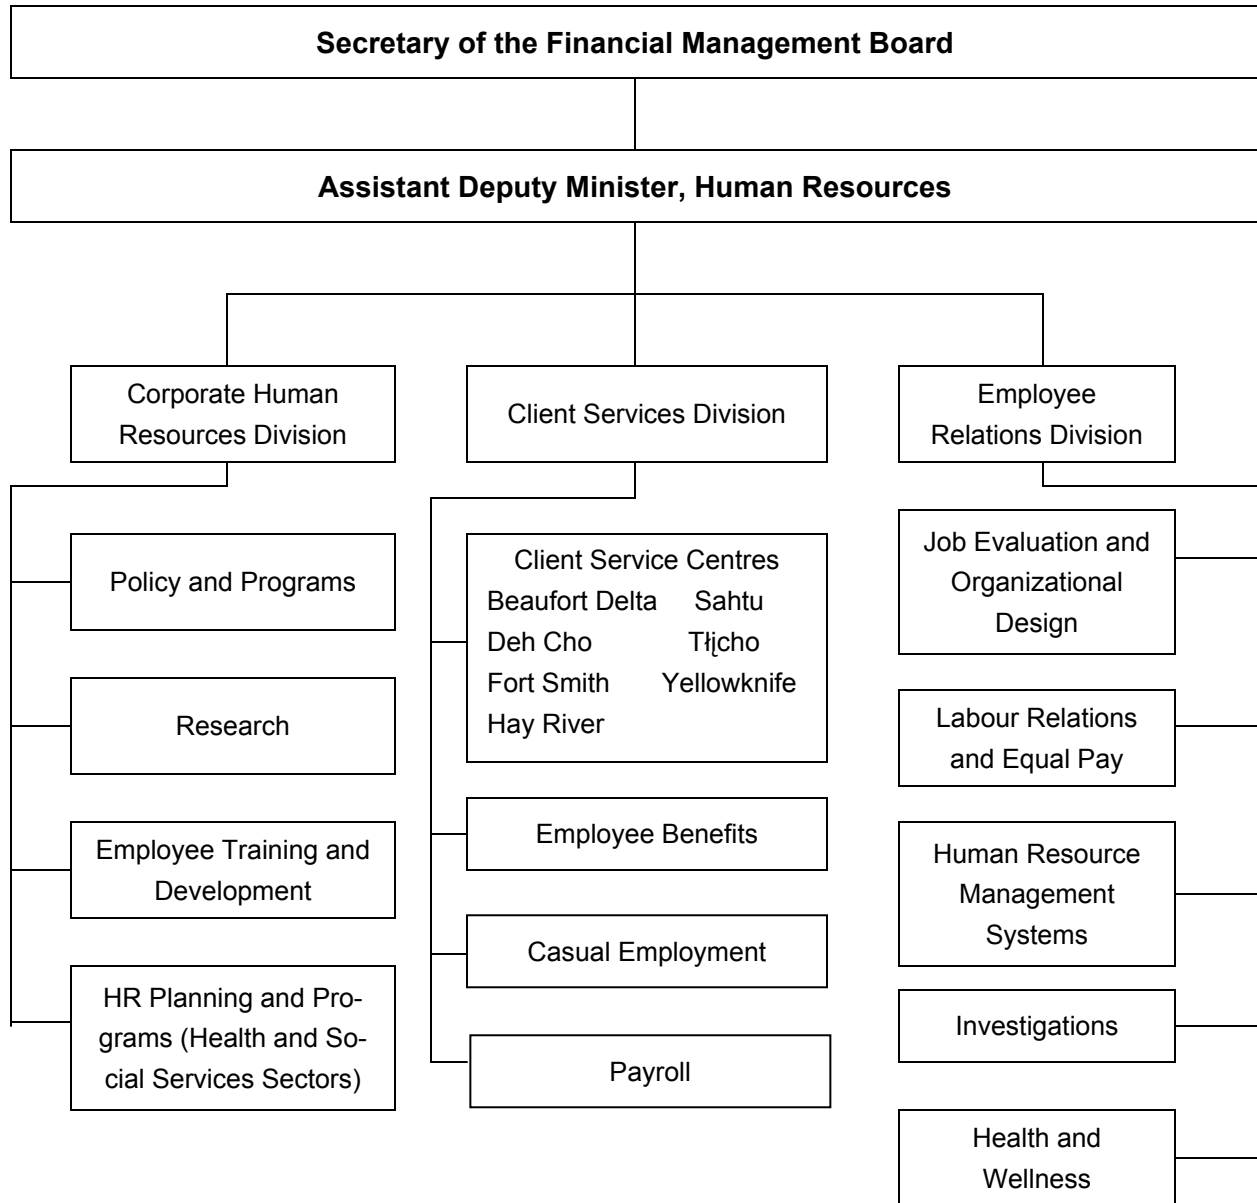 Secretary of the Financial Management Board
Assistant Deputy Minister, Human Resources
Corporate Human
Resources Division
Policy and Programs
Research
Employee Training and
Development
HR Planning and Pro-
grams (Health and So-
cial Services Sectors)
Client Services Division
Client Service Centres
Beaufort Delta Sahtu
Deh Cho Tłįcho
Fort Smith Yellowknife
Hay River
Employee Benefits
Casual Employment
Payroll
Employee
Relations Division
Job Evaluation and
Organizational
Design
Labour Relations
and Equal Pay
Human Resource
Management
Systems
Investigations
Health and
Wellness